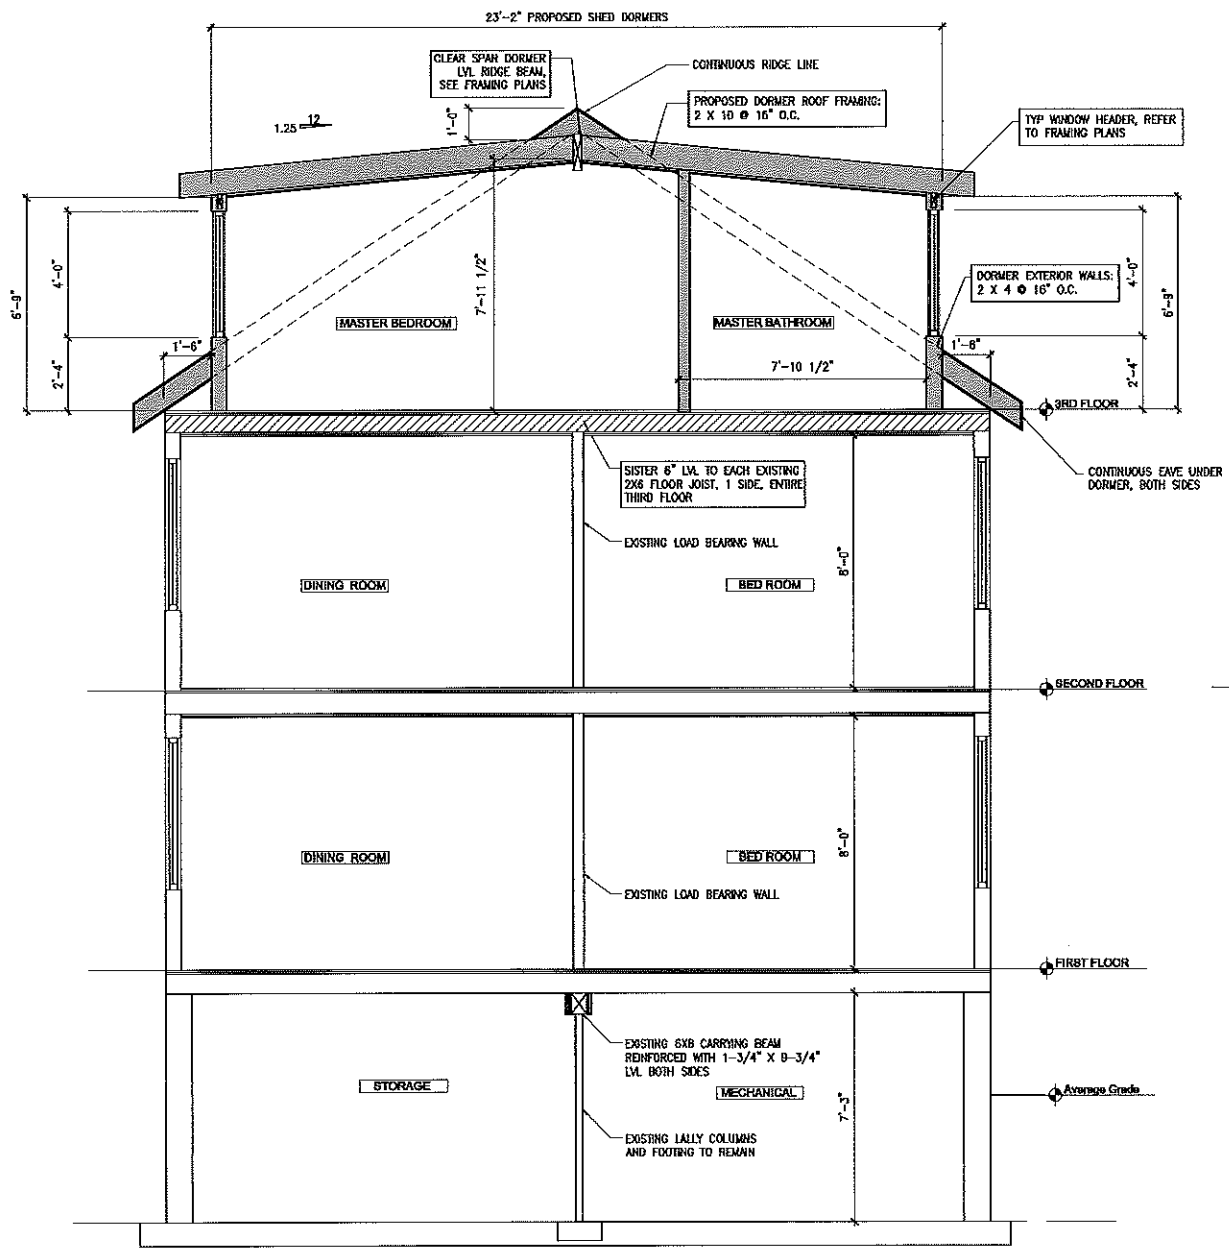 23'-2" PROPOSED SHED DORMERS
CLEAR SPAN DORMER
LVL RIDGE BEAM,
SEE FRAMING PLANS
CONTINUOUS RIDGE LINE
PROPOSED DORMER ROOF FRAMING:
2 X 10 @ 16" O.C.
TYP WINDOW HEADER, REFER
TO FRAMING PLANS
12
1.25
1'-0"
6'-9"
4'-0"
2'-4"
1'-6"
MASTER BEDROOM
7'-11 1/2"
MASTER BATHROOM
7'-10 1/2"
DORMER EXTERIOR WALLS:
2 X 4 @ 16" O.C.
4'-0"
6'-9"
1'-6"
2'-4"
3RD FLOOR
CONTINUOUS EAVE UNDER
DORMER, BOTH SIDES
SISTER 6" LVL TO EACH EXISTING
2X6 FLOOR JOIST, 1 SIDE, ENTIRE
THIRD FLOOR
EXISTING LOAD BEARING WALL
8'-0"
DINING ROOM
BED ROOM
SECOND FLOOR
DINING ROOM
BED ROOM
8'-0"
EXISTING LOAD BEARING WALL
FIRST FLOOR
EXISTING 6X8 CARRYING BEAM
REINFORCED WITH 1-3/4" X 9-3/4"
LVL BOTH SIDES
STORAGE
MECHANICAL
7'-3"
Average Grade
EXISTING LALLY COLUMNS
AND FOOTING TO REMAIN